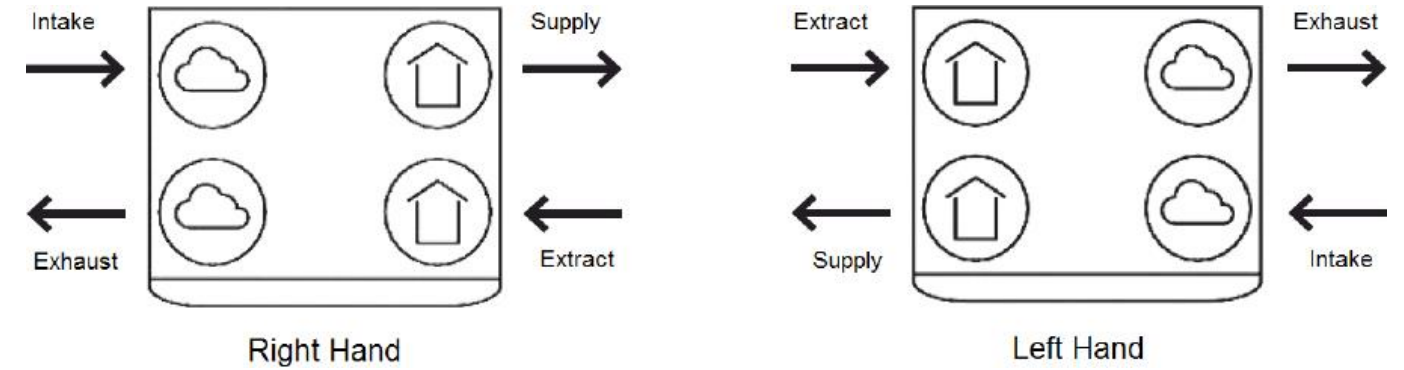 Intake
Supply
Exhaust
Extract
Right Hand
Extract
Exhaust
Supply
Intake
Left Hand